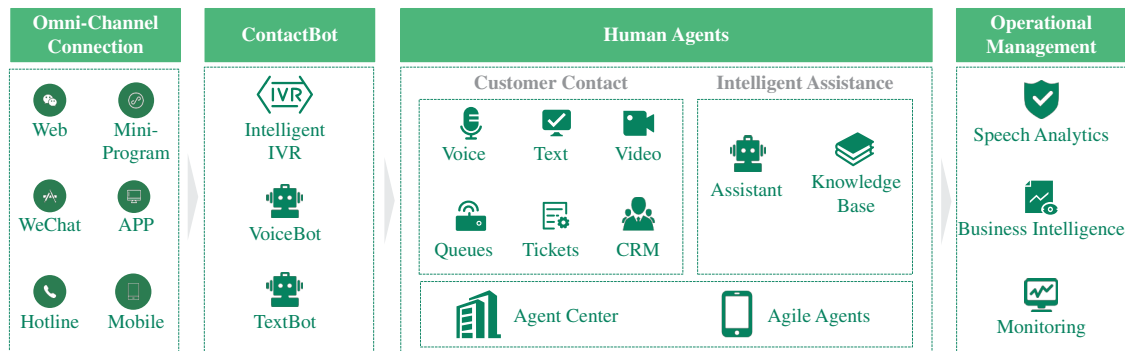 Omni-Channel
Connection
Web
Mini-
Program
WeChat
APP
Hotline
Mobile
ContactBot
IVR
Intelligent
IVR
VoiceBot
TextBot
Human Agents
Customer Contact
Voice
Text
Video
Queues
Tickets
CRM
Intelligent Assistance
Assistant
Knowledge
Base
Agent Center
Agile Agents
Operational
Management
Speech Analytics
Business Intelligence
Monitoring